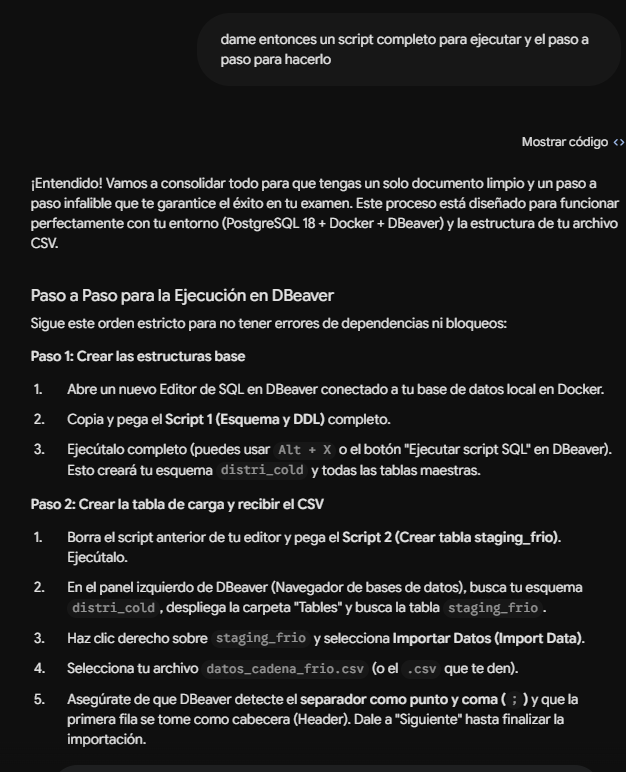 dame entonces un script completo para ejecutar y el paso a
paso para hacerlo
Mostrar código <>
¡Entendido! Vamos a consolidar todo para que tengas un solo documento limpio y un paso a
paso infalible que te garantice el éxito en tu examen. Este proceso está diseñado para funcionar
perfectamente con tu entorno (PostgreSQL 18 + Docker + DBeaver) y la estructura de tu archivo
CSV.
Paso a Paso para la Ejecución en DBeaver
Sigue este orden estricto para no tener errores de dependencias ni bloqueos:
Paso 1: Crear las estructuras base
1. Abre un nuevo Editor de SQL en DBeaver conectado a tu base de datos local en Docker.
2. Copia y pega el Script 1 (Esquema y DDL) completo.
3. Ejecútalo completo (puedes usar Alt + X o el botón "Ejecutar script SQL" en DBeaver).
Esto creará tu esquema distri_cold y todas las tablas maestras.
Paso 2: Crear la tabla de carga y recibir el CSV
1. Borra el script anterior de tu editor y pega el Script 2 (Crear tabla staging_frio).
Ejecútalo.
2. En el panel izquierdo de DBeaver (Navegador de bases de datos), busca tu esquema
distri_cold, despliega la carpeta "Tables" y busca la tabla staging_frio.
3. Haz clic derecho sobre staging_frio y selecciona Importar Datos (Import Data).
4. Selecciona tu archivo datos_cadena_frio.csv (o el .csv que te den).
5. Asegúrate de que DBeaver detecte el separador como punto y coma ( ; ) y que la
primera fila se tome como cabecera (Header). Dale a "Siguiente" hasta finalizar la
importación.